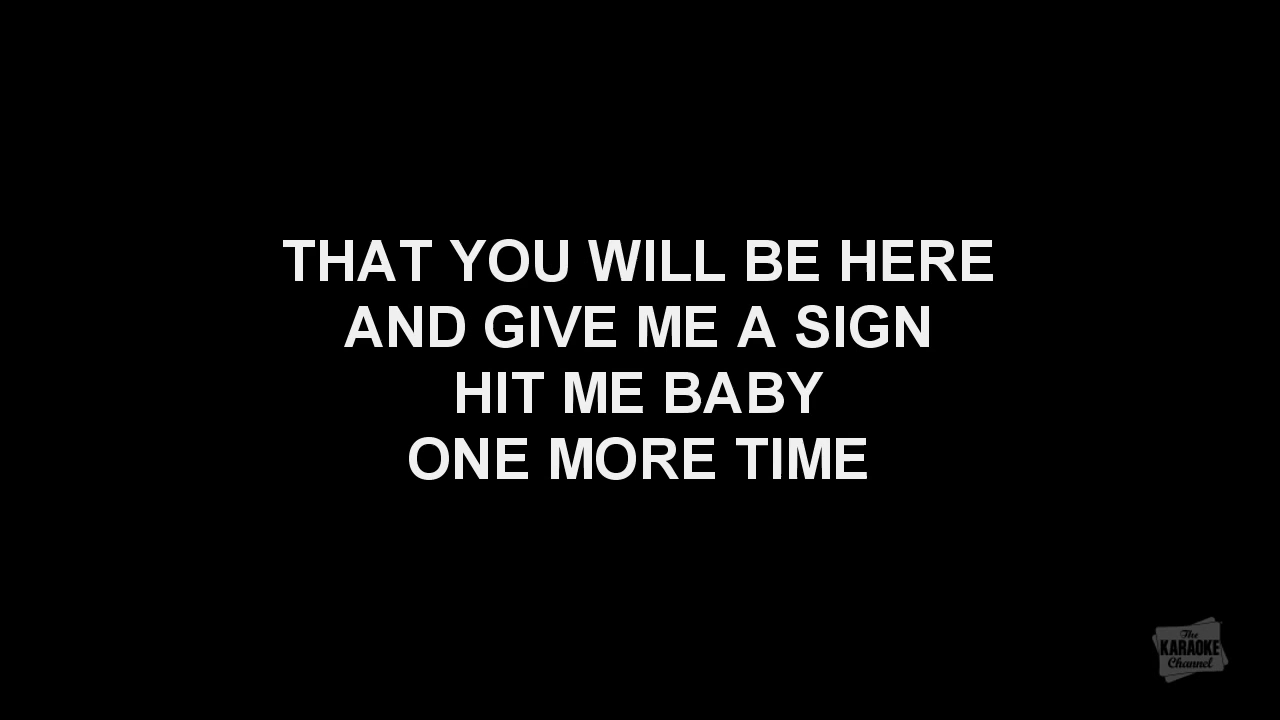 THAT YOU WILL BE HERE
AND GIVE ME A SIGN
HIT ME BABY
ONE MORE TIME
The
KARAOKE
Channel